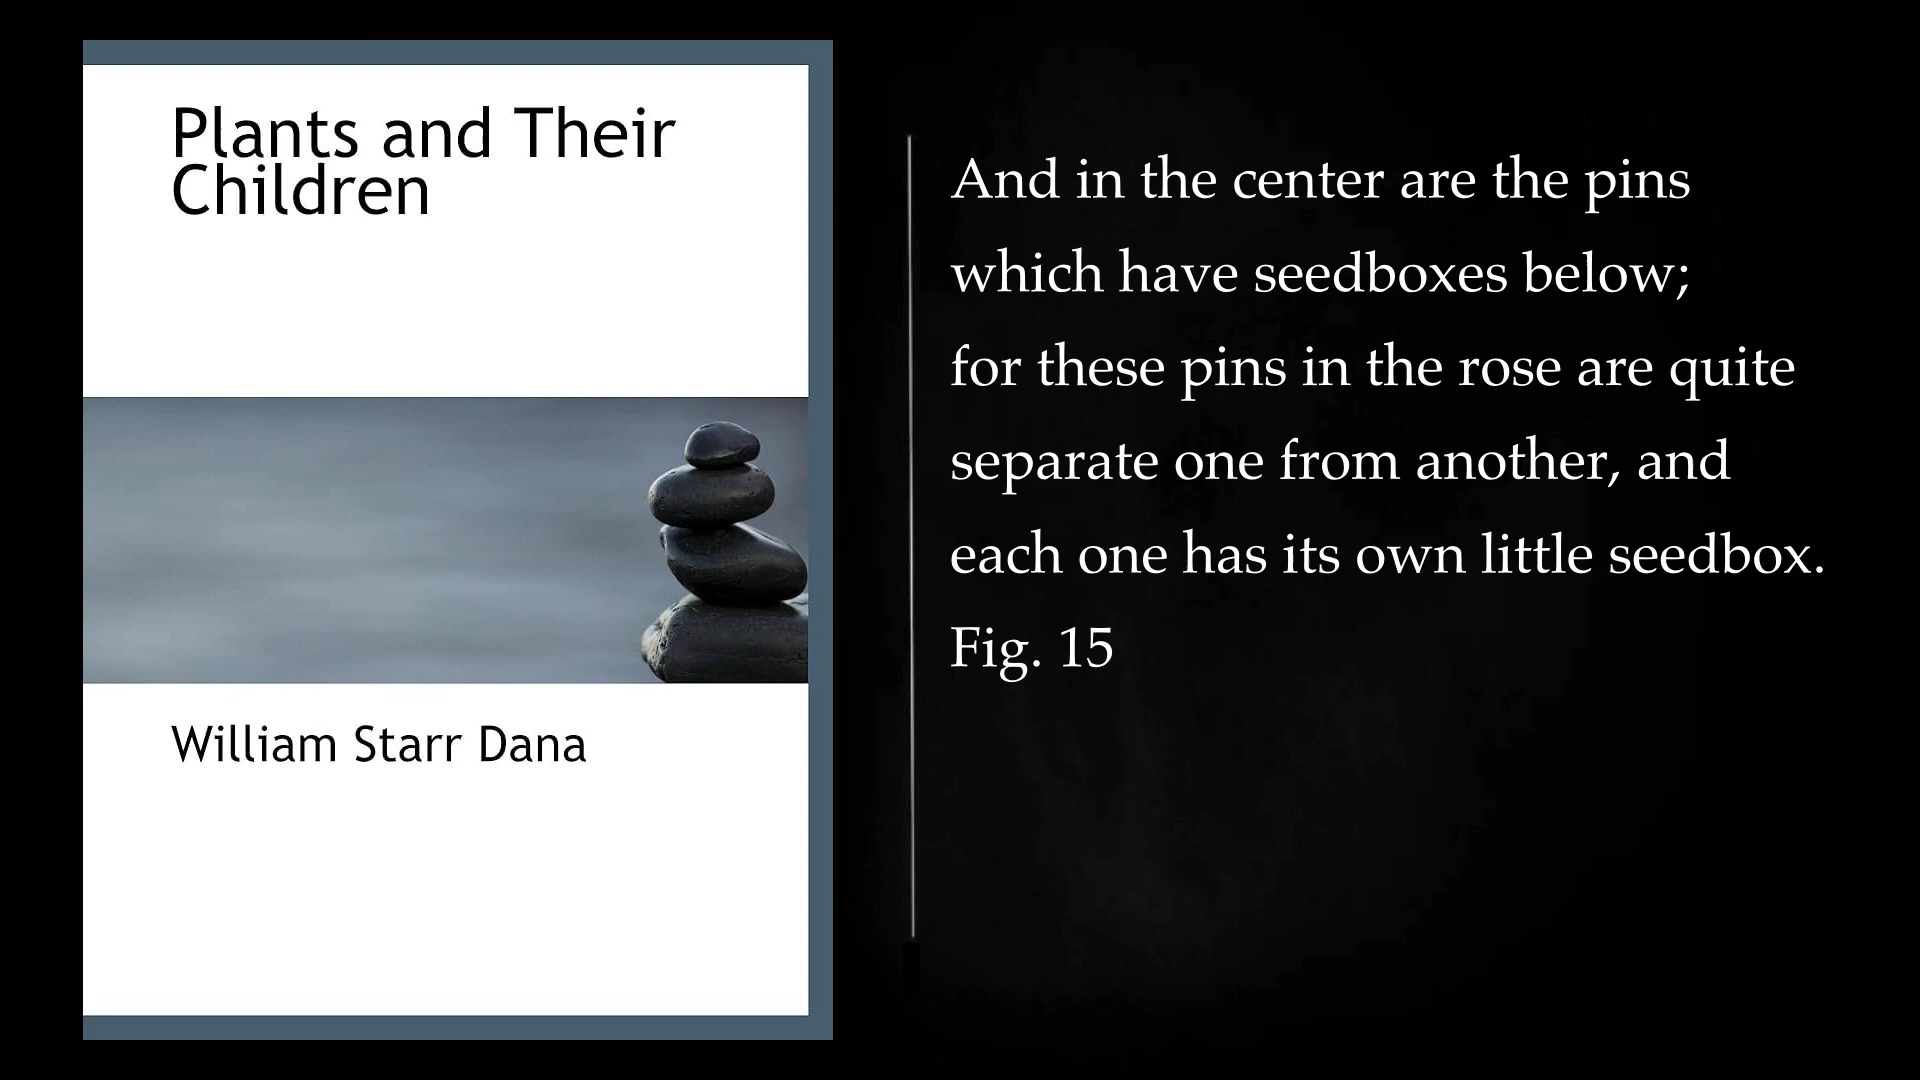 Plants and Their
Children
William Starr Dana
And in the center are the pins
which have seedboxes below;
for these pins in the rose are quite
separate one from another, and
each one has its own little seedbox.
Fig. 15